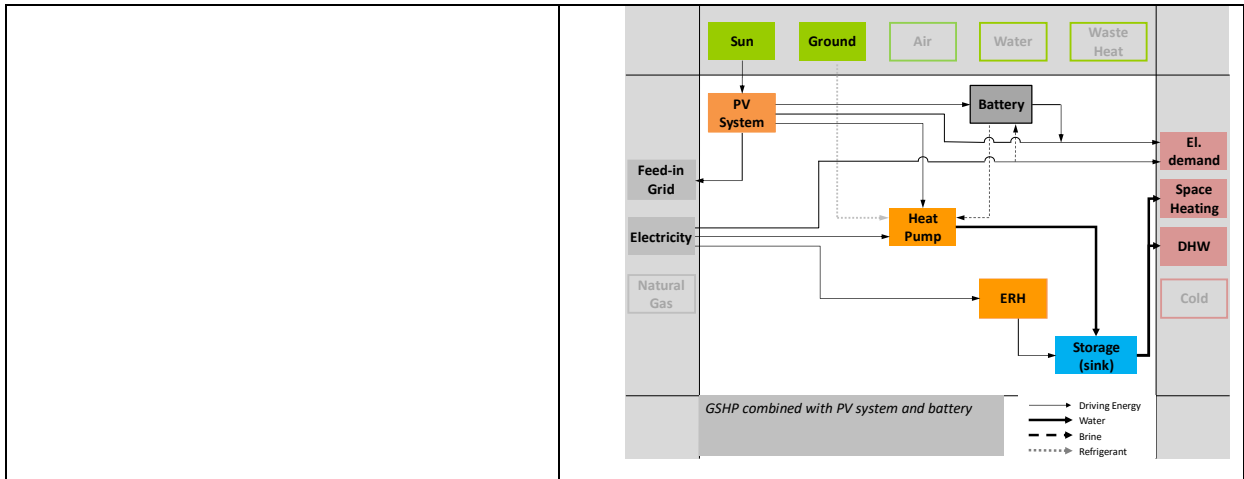 Sun
Ground
Air
Water
Waste
Heat
PV
System
Battery
El.
demand
Feed-in
Grid
Space
Heating
Heat
Pump
Electricity
DHW
Natural
Gas
ERH
Cold
Storage
(sink)
GSHP combined with PV system and battery
Driving Energy
Water
Brine
Refrigerant